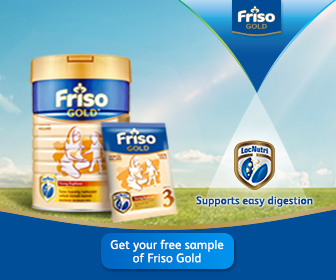 Friso
GOLD
Friso
GOLD
Friso
GOLD
3
LocNutri
Supports easy digestion
Get your free sample
of Friso Gold